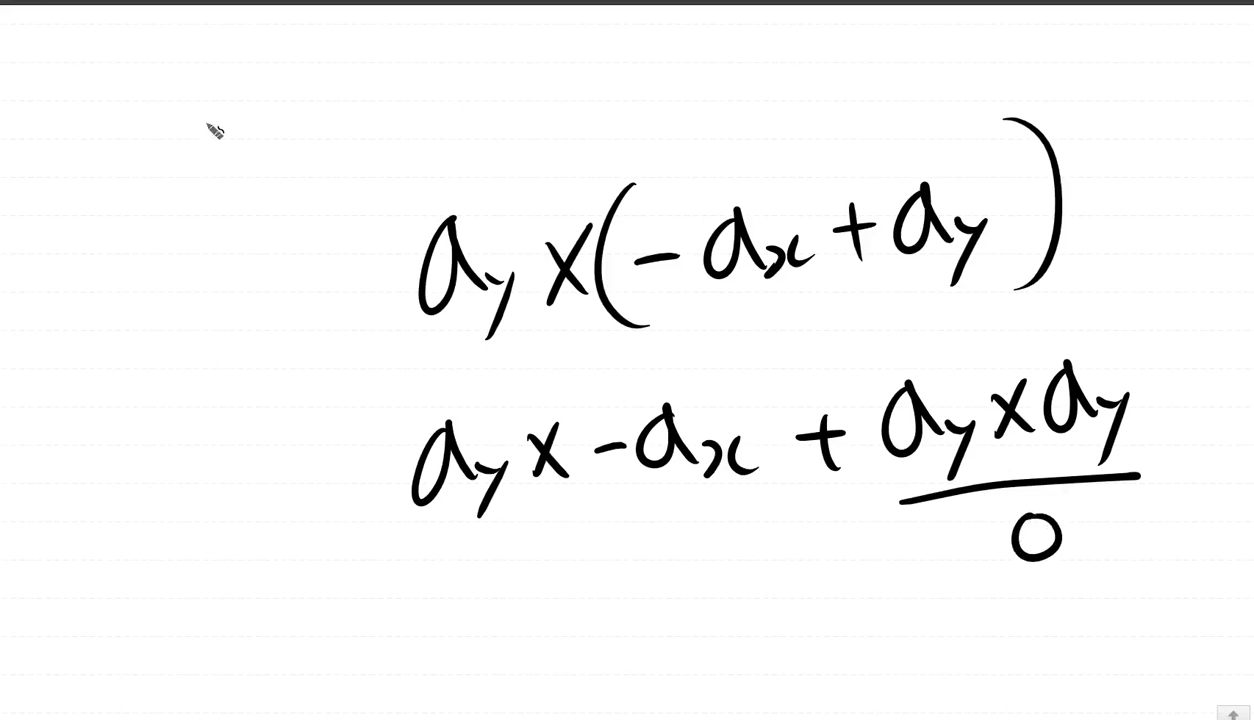 a_y × (-a_x + a_y)
a_y × -a_x + a_y × a_y
0